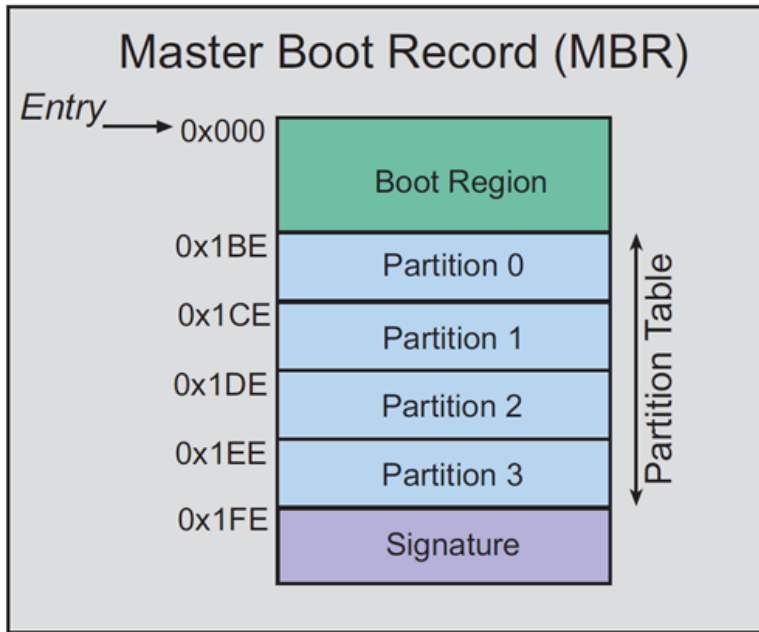 Master Boot Record (MBR)
Entry
0x000
Boot Region
0x1BE
Partition 0
0x1CE
Partition 1
0x1DE
Partition 2
0x1EE
Partition 3
0x1FE
Signature
Partition Table